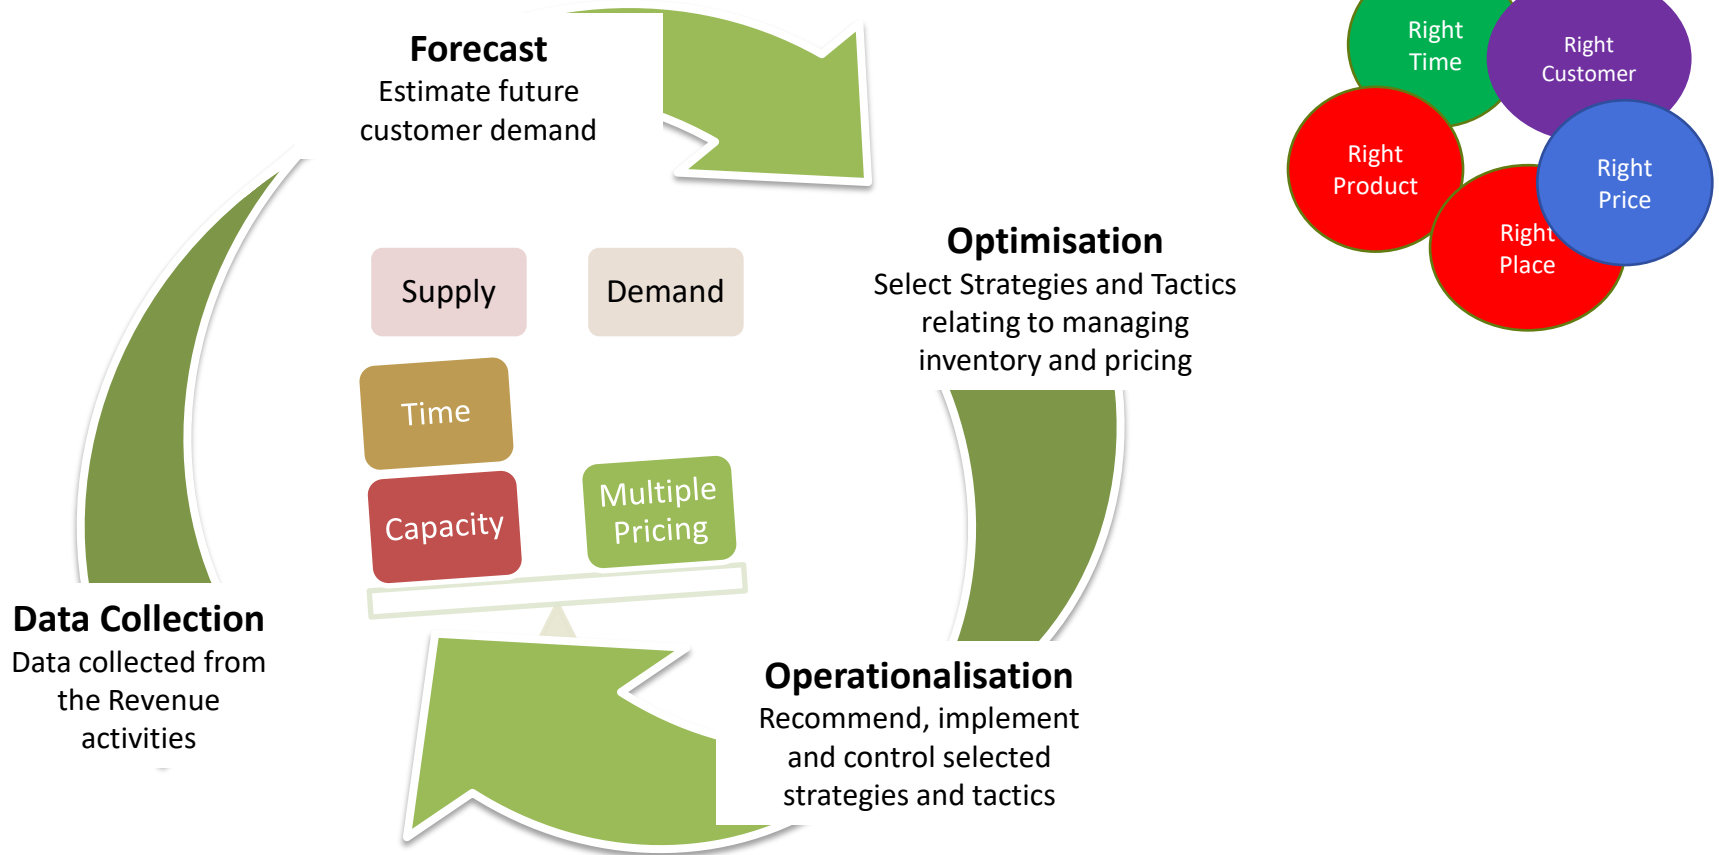 Forecast
Estimate future
customer demand
Right
Time
Right
Customer
Right
Product
Right
Price
Right
Place
Optimisation
Select Strategies and Tactics
relating to managing
inventory and pricing
Supply
Demand
Time
Capacity
Multiple
Pricing
Data Collection
Data collected from
the Revenue
activities
Operationalisation
Recommend, implement
and control selected
strategies and tactics